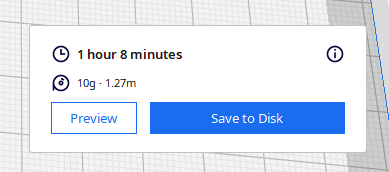 1 hour 8 minutes
10g · 1.27m
Preview
Save to Disk